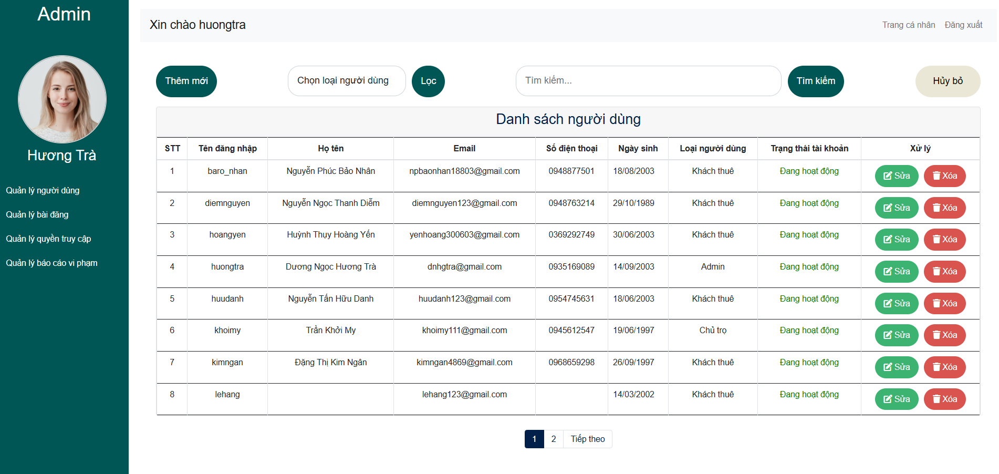 Admin
Hương Trà
Quản lý người dùng
Quản lý bài đăng
Quản lý quyền truy cập
Quản lý báo cáo vi phạm
Xin chào huongtra
Trang cá nhân Đăng xuất
Thêm mới Chọn loại người dùng Lọc Tìm kiếm... Tìm kiếm Hủy bỏ
Danh sách người dùng
STT Tên đăng nhập Họ tên Email Số điện thoại Ngày sinh Loại người dùng Trạng thái tài khoản Xử lý
1 baro_nhan Nguyễn Phúc Bảo Nhân npbaonhan18803@gmail.com 0948877501 18/08/2003 Khách thuê Đang hoạt động Sửa Xóa
2 diemnguyen Nguyễn Ngọc Thanh Diễm diemnguyen123@gmail.com 0948763214 29/10/1989 Khách thuê Đang hoạt động Sửa Xóa
3 hoangyen Huỳnh Thụy Hoàng Yến yenhoang300603@gmail.com 0369292749 30/06/2003 Khách thuê Đang hoạt động Sửa Xóa
4 huongtra Dương Ngọc Hương Trà dnhgtra@gmail.com 0935169089 14/09/2003 Admin Đang hoạt động Sửa Xóa
5 huudanh Nguyễn Tấn Hữu Danh huudanh123@gmail.com 0954745631 18/06/2003 Khách thuê Đang hoạt động Sửa Xóa
6 khoimy Trần Khởi My khoimy111@gmail.com 0945612547 19/06/1997 Chủ trọ Đang hoạt động Sửa Xóa
7 kimngan Đặng Thị Kim Ngân kimngan4869@gmail.com 0968659298 26/09/1997 Khách thuê Đang hoạt động Sửa Xóa
8 lehang lehang123@gmail.com 14/03/2002 Khách thuê Đang hoạt động Sửa Xóa
1 2 Tiếp theo